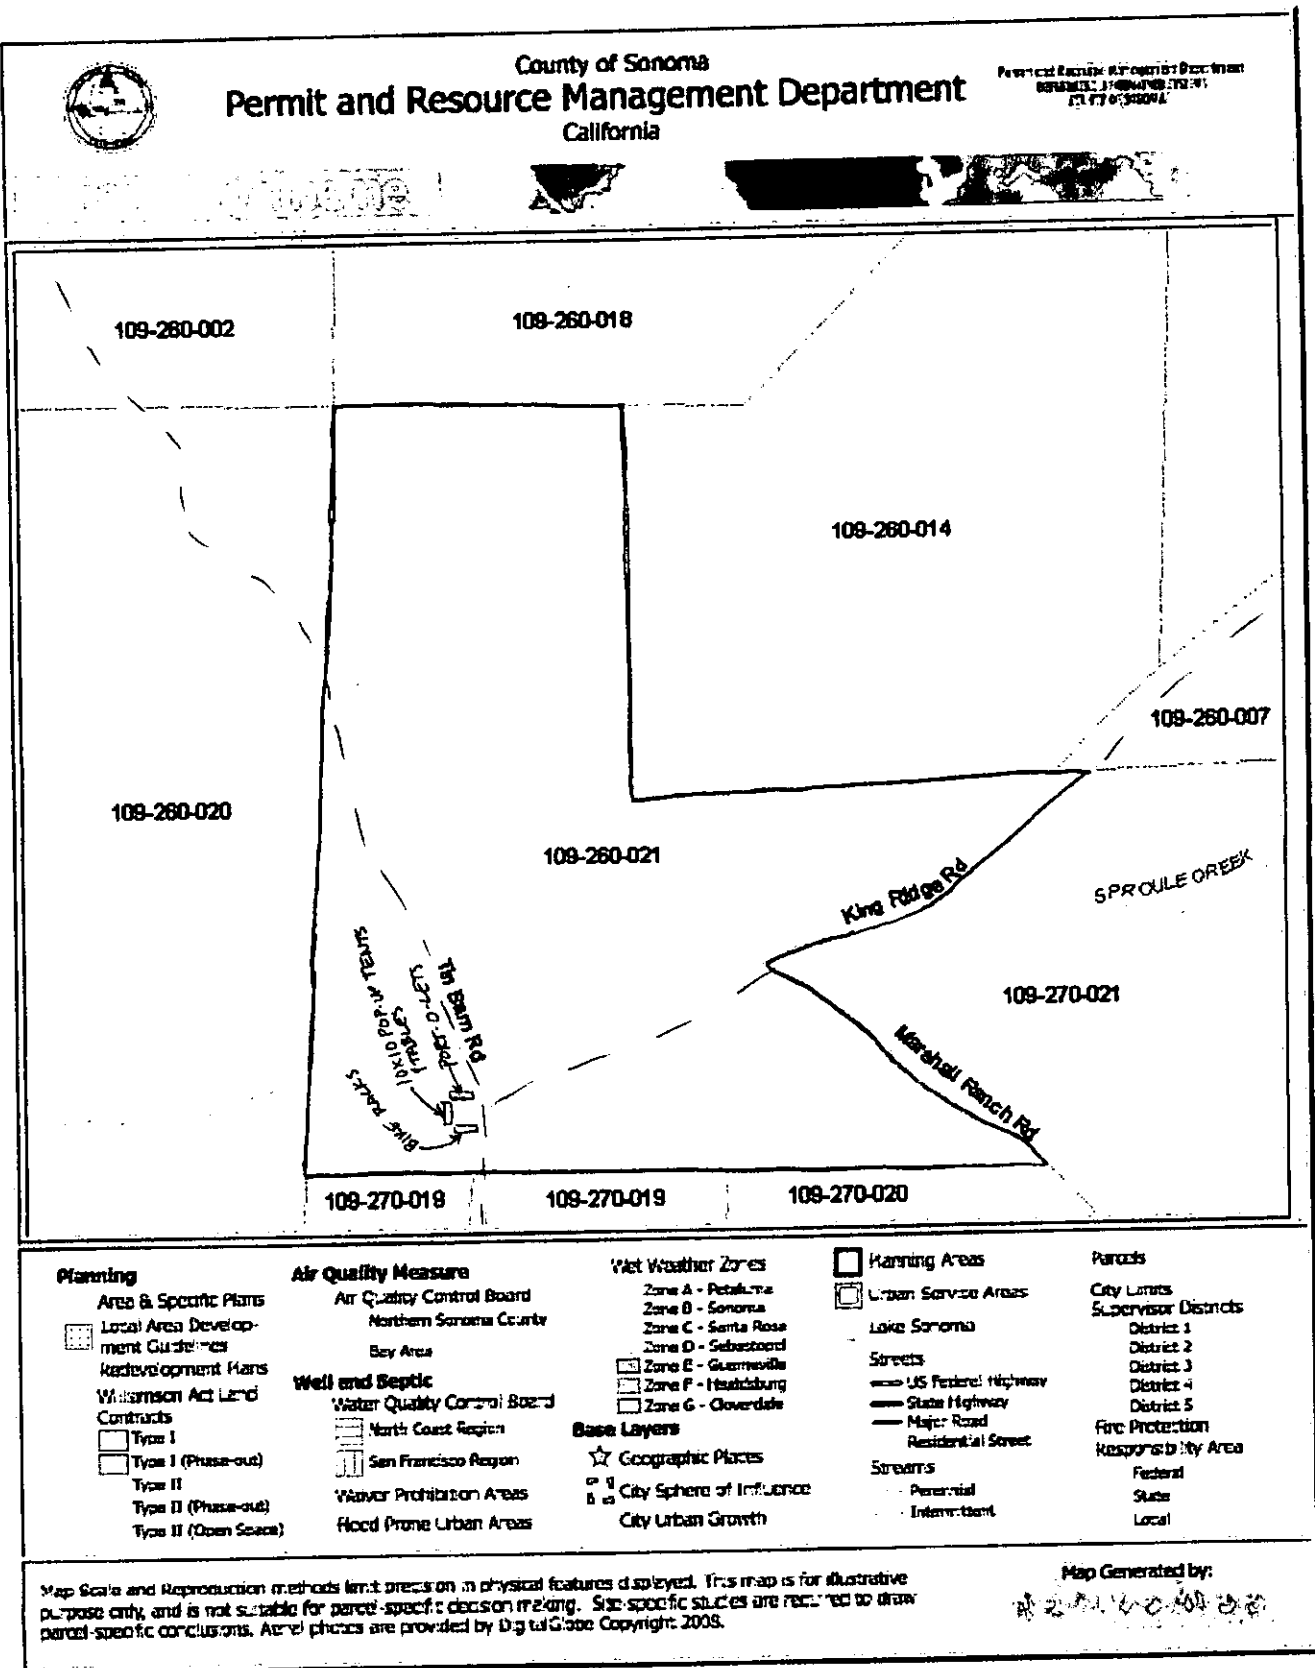 County of Sonoma
Permit and Resource Management Department
California
109-260-002
109-260-018
109-260-014
109-260-007
109-260-020
109-260-021
King Ridge Rd
SPROULE CREEK
109-270-021
Marshall Ranch Rd
10X10 POP-UP TENTS
TABLES
PORT-O-LETS
Rd
BIKE RACKS
109-270-018
109-270-019
109-270-020
Planning
Area & Specific Plans
Local Area Develop-
ment Guidelines
Redevelopment Plans
Williamson Act Land
Contracts
Type I
Type I (Phase-out)
Type II
Type II (Phase-out)
Type II (Open Space)
Air Quality Measure
Air Quality Control Board
Northern Sonoma County
Bay Area
Well and Septic
Water Quality Control Board
North Coast Region
San Francisco Region
Waiver Prohibition Areas
Flood Prone Urban Areas
Wet Weather Zones
Zone A - Petaluma
Zone B - Sonoma
Zone C - Santa Rosa
Zone D - Sebastopol
Zone E - Guerneville
Zone F - Healdsburg
Zone G - Cloverdale
Base Layers
Geographic Places
City Sphere of Influence
City Urban Growth
Planning Areas
Urban Service Areas
Lake Sonoma
Streets
US Federal Highway
State Highway
Major Road
Residential Street
Streams
Perennial
Intermittent
Parcels
City Limits
Supervisor Districts
District 1
District 2
District 3
District 4
District 5
Fire Protection
Responsibility Area
Federal
State
Local
Map Scale and Reproduction methods limit precision in physical features displayed. This map is for illustrative
purpose only, and is not suitable for parcel-specific decision making. Site-specific studies are required to draw
parcel-specific conclusions. Aerial photos are provided by DigitalGlobe Copyright 2008.
Map Generated by: